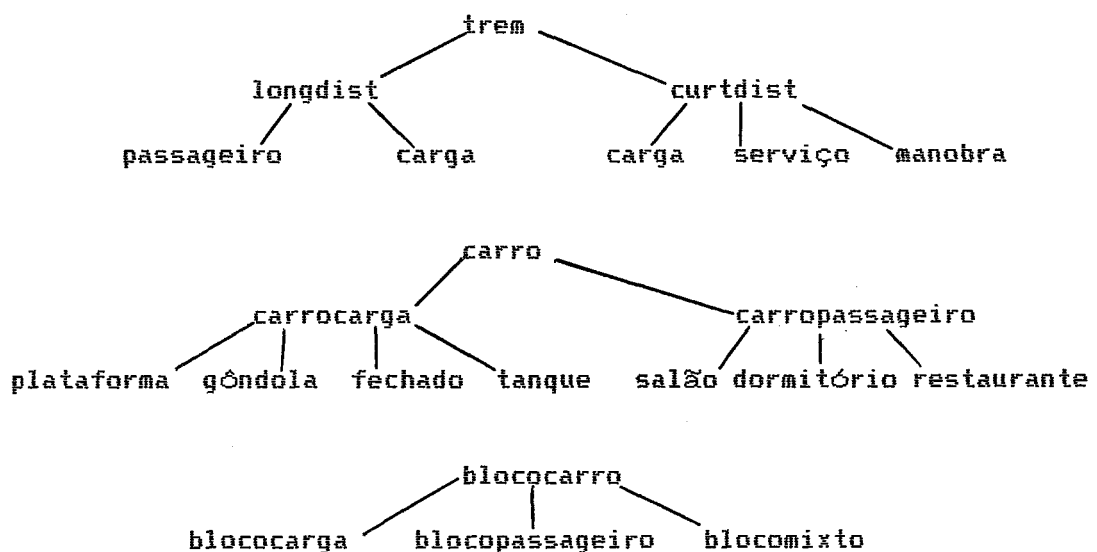 trem
longdist curtdist
passageiro carga carga serviço manobra
carro
carrocarga carropassageiro
plataforma gôndola fechado tanque salão dormitório restaurante
blococarro
blococarga blocopassageiro blocomixto